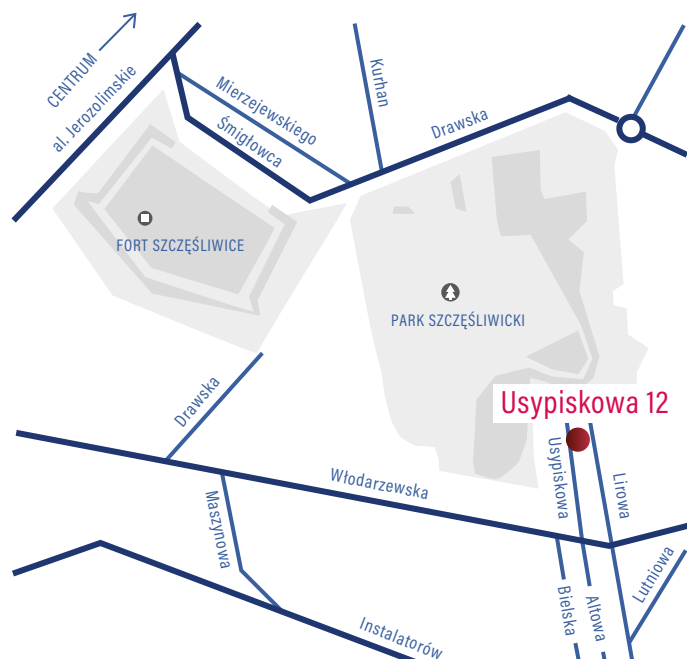 CENTRUM
al. Jerozolimskie
Mierzejewskiego
Śmigłowca
Kurhan
Drawska
FORT SZCZĘŚLIWICE
PARK SZCZĘŚLIWICKI
Drawska
Usypiskowa 12
Włodarzewska
Usypiskowa
Lirowa
Maszynowa
Instalatorów
Bielska
Altowa
Lutniowa